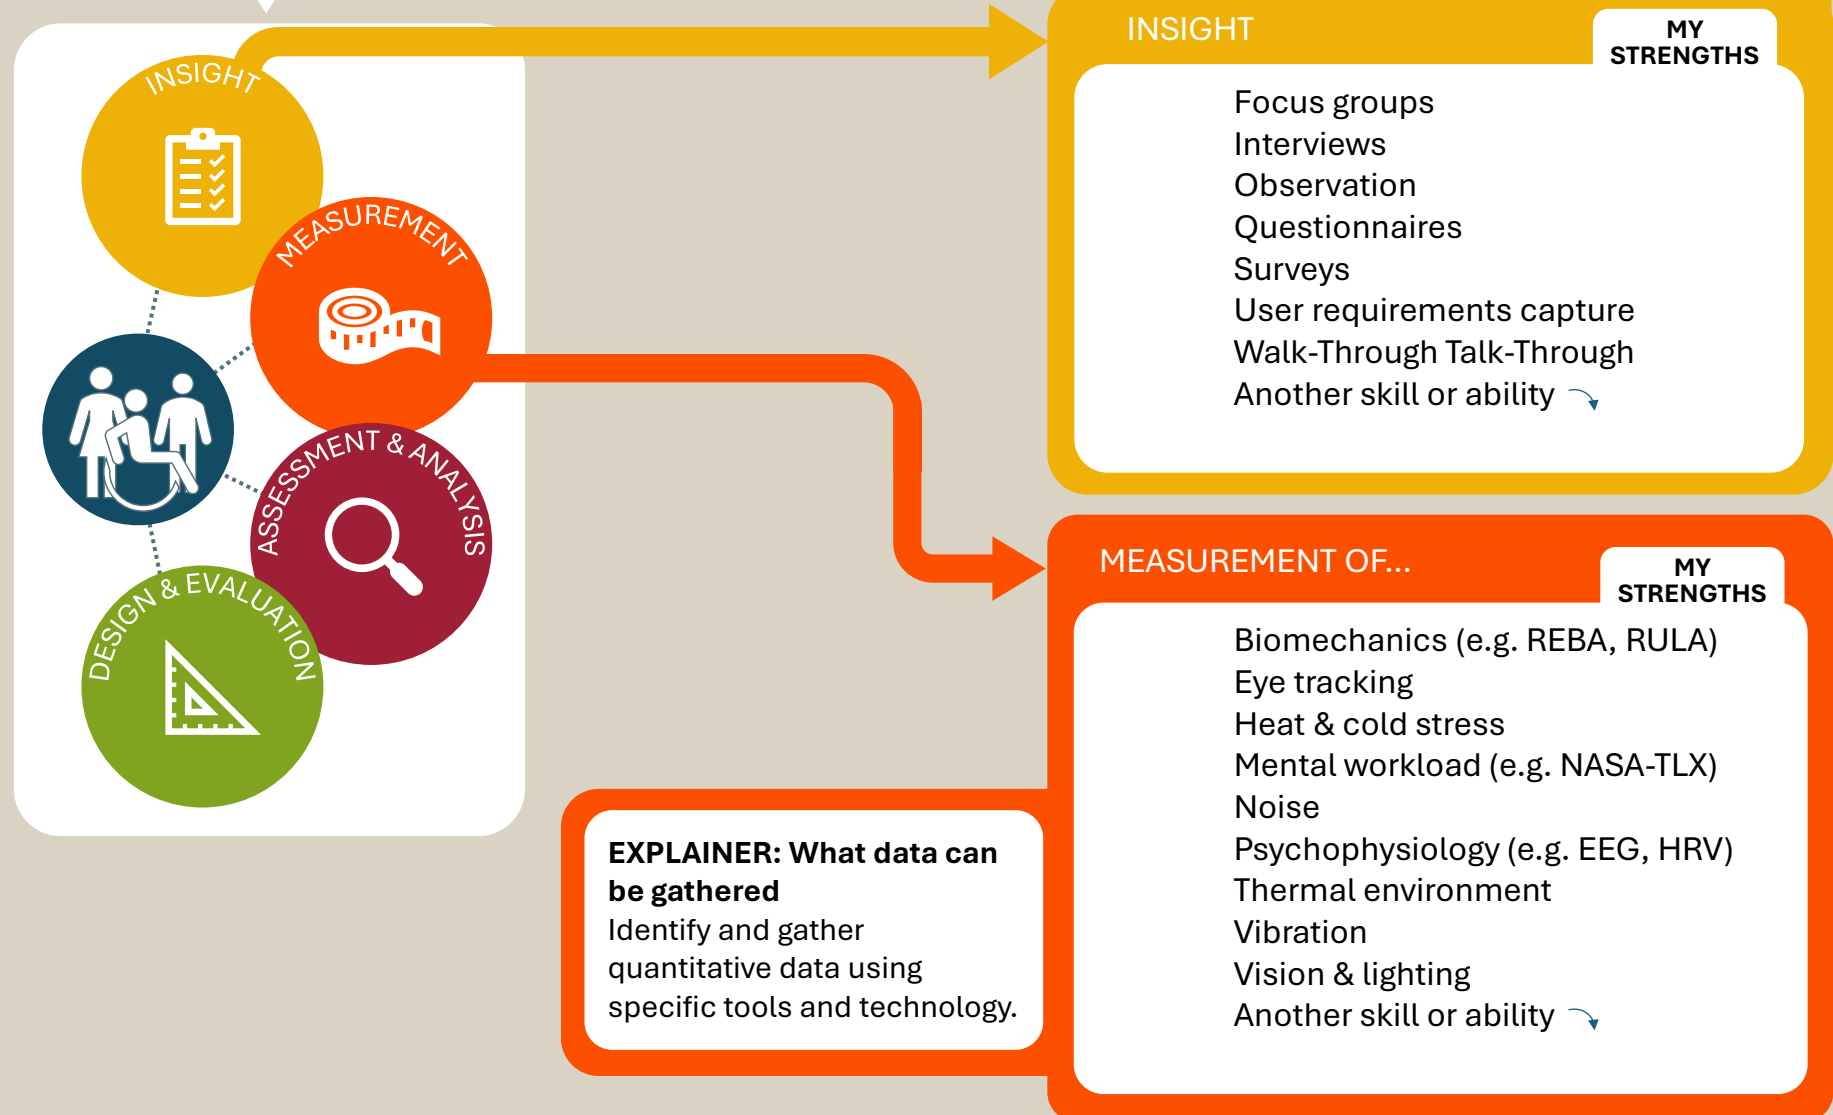 INSIGHT
MEASUREMENT
ASSESSMENT & ANALYSIS
DESIGN & EVALUATION
INSIGHT
MY
STRENGTHS
Focus groups
Interviews
Observation
Questionnaires
Surveys
User requirements capture
Walk-Through Talk-Through
Another skill or ability
MEASUREMENT OF...
MY
STRENGTHS
Biomechanics (e.g. REBA, RULA)
Eye tracking
Heat & cold stress
Mental workload (e.g. NASA-TLX)
Noise
Psychophysiology (e.g. EEG, HRV)
Thermal environment
Vibration
Vision & lighting
Another skill or ability
EXPLAINER: What data can
be gathered
Identify and gather
quantitative data using
specific tools and technology.